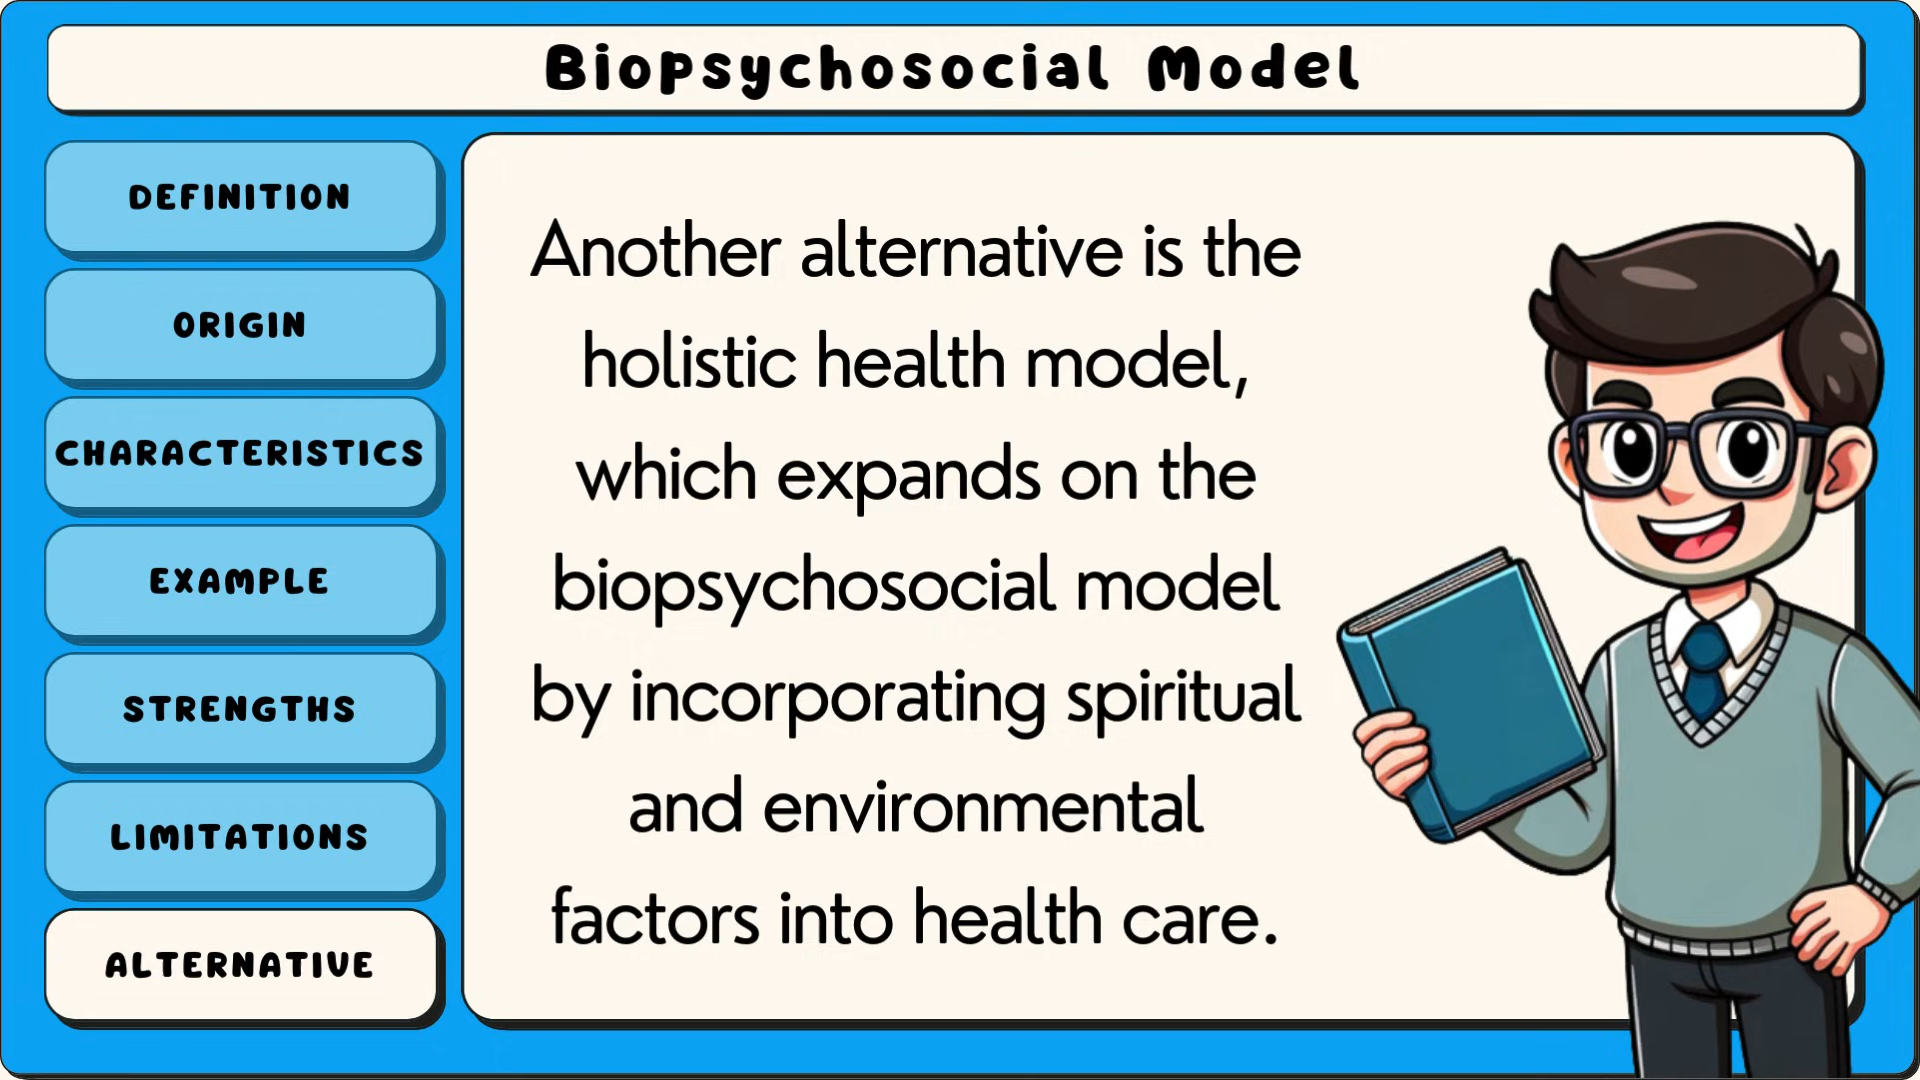 Biopsychosocial Model
DEFINITION
ORIGIN
CHARACTERISTICS
EXAMPLE
STRENGTHS
LIMITATIONS
ALTERNATIVE
Another alternative is the
holistic health model,
which expands on the
biopsychosocial model
by incorporating spiritual
and environmental
factors into health care.